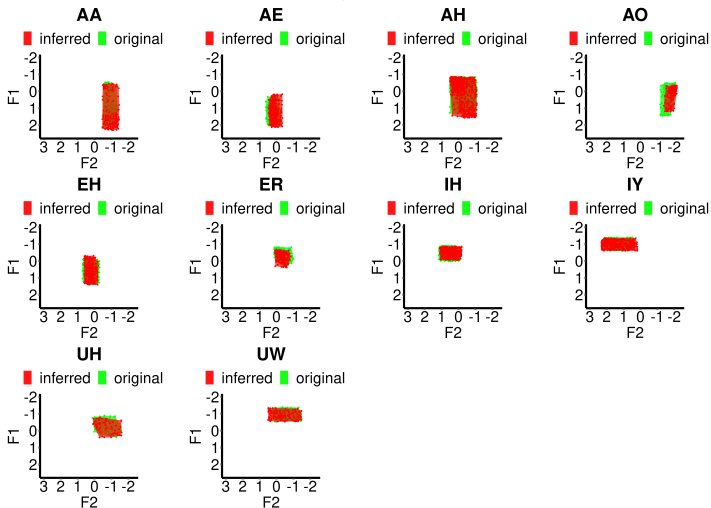 AA AE AH AO
inferred original inferred original inferred original inferred original
-2 -2 -2 -2
-1 -1 -1 -1
0 0 0 0
1 1 1 1
2 2 2 2
F1 F1 F1 F1
3 2 1 0 -1 -2 3 2 1 0 -1 -2 3 2 1 0 -1 -2 3 2 1 0 -1 -2
F2 F2 F2 F2
EH ER IH IY
inferred original inferred original inferred original inferred original
-2 -2 -2 -2
-1 -1 -1 -1
0 0 0 0
1 1 1 1
2 2 2 2
F1 F1 F1 F1
3 2 1 0 -1 -2 3 2 1 0 -1 -2 3 2 1 0 -1 -2 3 2 1 0 -1 -2
F2 F2 F2 F2
UH UW
inferred original inferred original
-2 -2
-1 -1
0 0
1 1
2 2
F1 F1
3 2 1 0 -1 -2 3 2 1 0 -1 -2
F2 F2